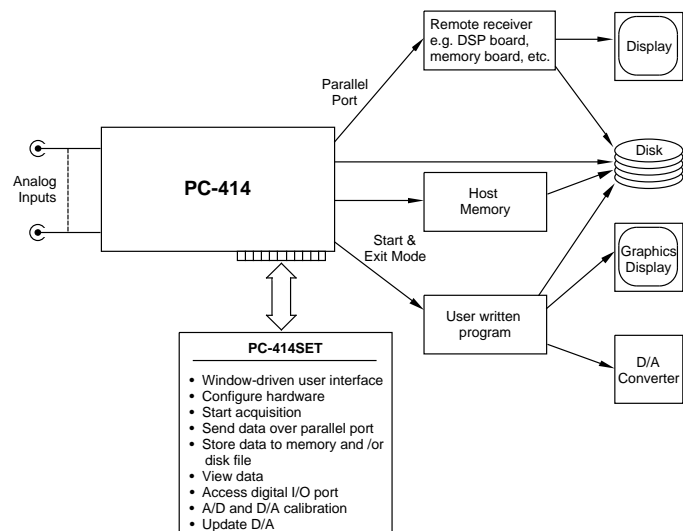 Remote receiver
e.g. DSP board,
memory board, etc.
Display
Parallel
Port
Analog
Inputs
PC-414
Disk
Host
Memory
Start &
Exit Mode
Graphics
Display
User written
program
D/A
Converter
PC-414SET
• Window-driven user interface
• Configure hardware
• Start acquisition
• Send data over parallel port
• Store data to memory and /or
disk file
• View data
• Access digital I/O port
• A/D and D/A calibration
• Update D/A